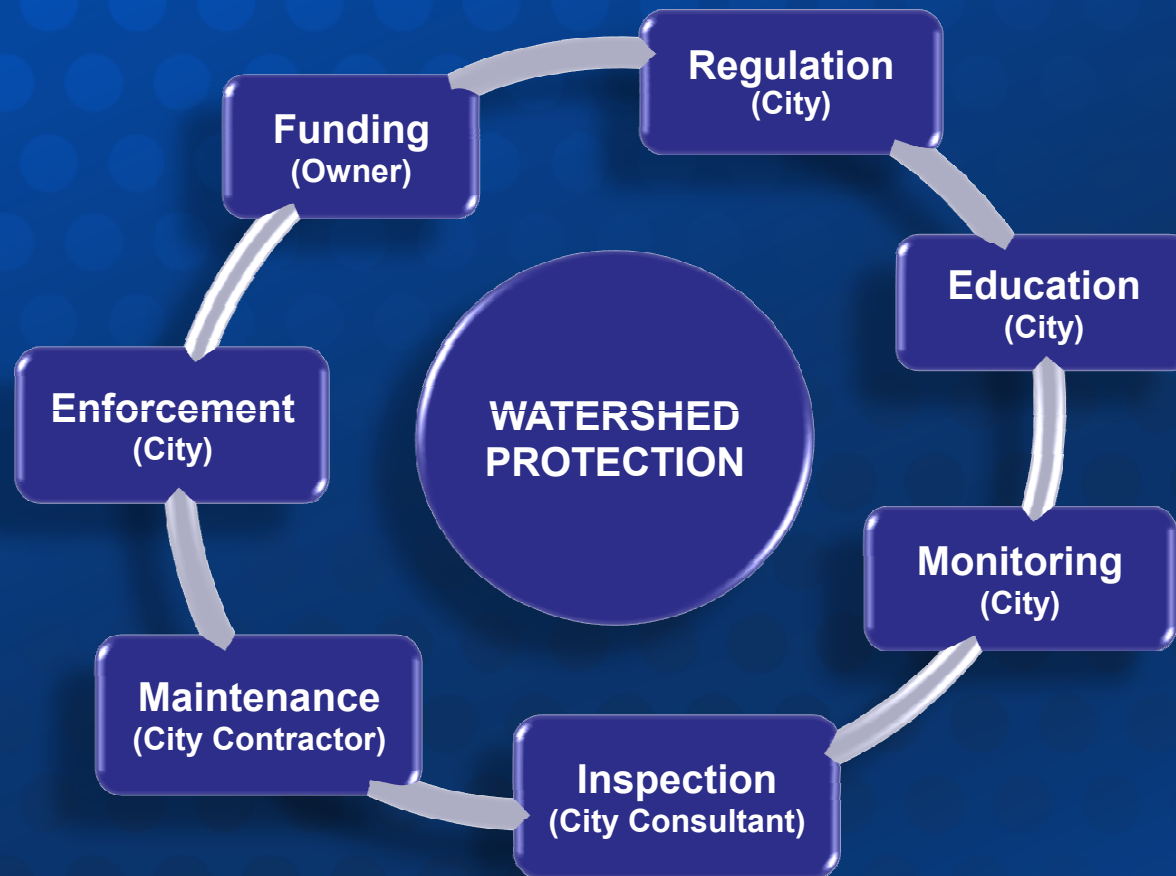 Regulation
(City)
Funding
(Owner)
Education
(City)
Enforcement
(City)
WATERSHED
PROTECTION
Monitoring
(City)
Maintenance
(City Contractor)
Inspection
(City Consultant)